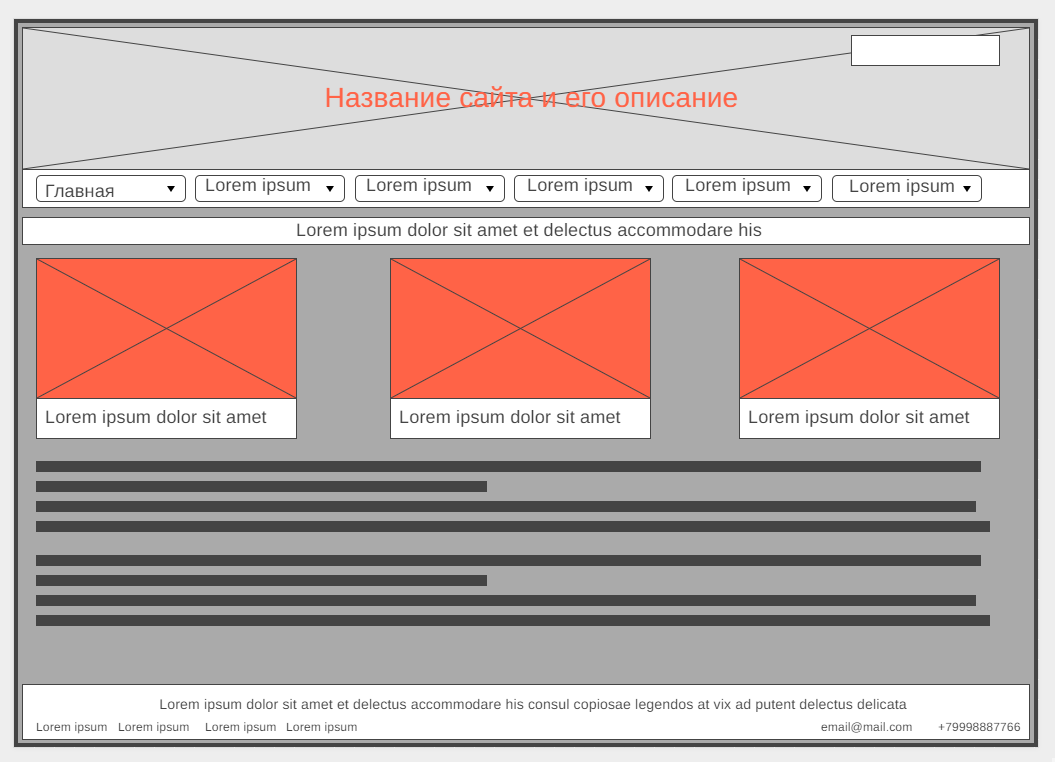 Название сайта и его описание
Главная Lorem ipsum Lorem ipsum Lorem ipsum Lorem ipsum Lorem ipsum
Lorem ipsum dolor sit amet et delectus accommodare his
Lorem ipsum dolor sit amet Lorem ipsum dolor sit amet Lorem ipsum dolor sit amet
Lorem ipsum dolor sit amet et delectus accommodare his consul copiosae legendos at vix ad putent delectus delicata
Lorem ipsum Lorem ipsum Lorem ipsum Lorem ipsum email@mail.com +79998887766